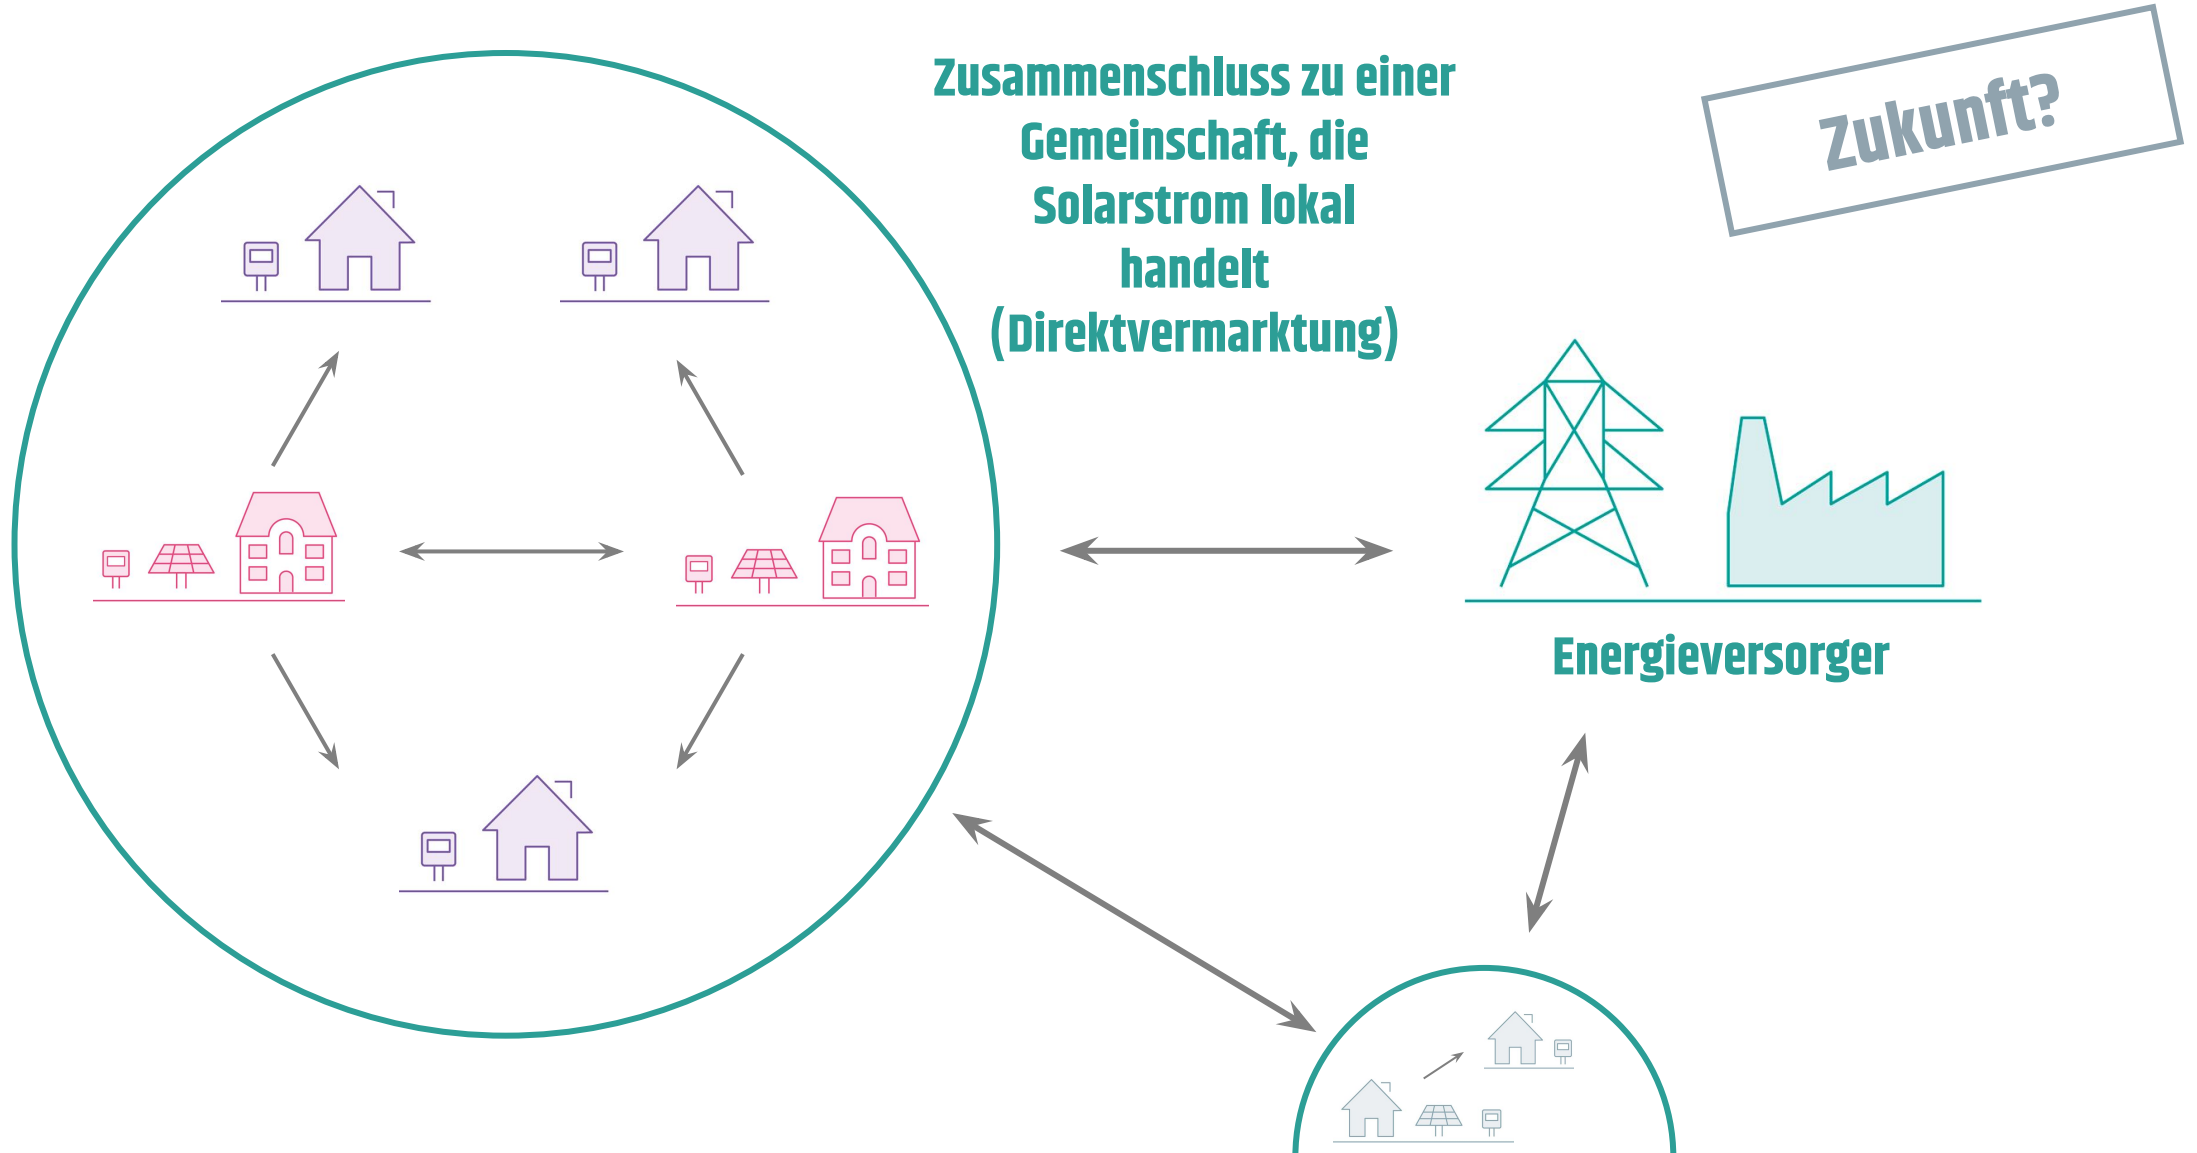 Zusammenschluss zu einer
Gemeinschaft, die
Solarstrom lokal
handelt
(Direktvermarktung)
Zukunft?
Energieversorger